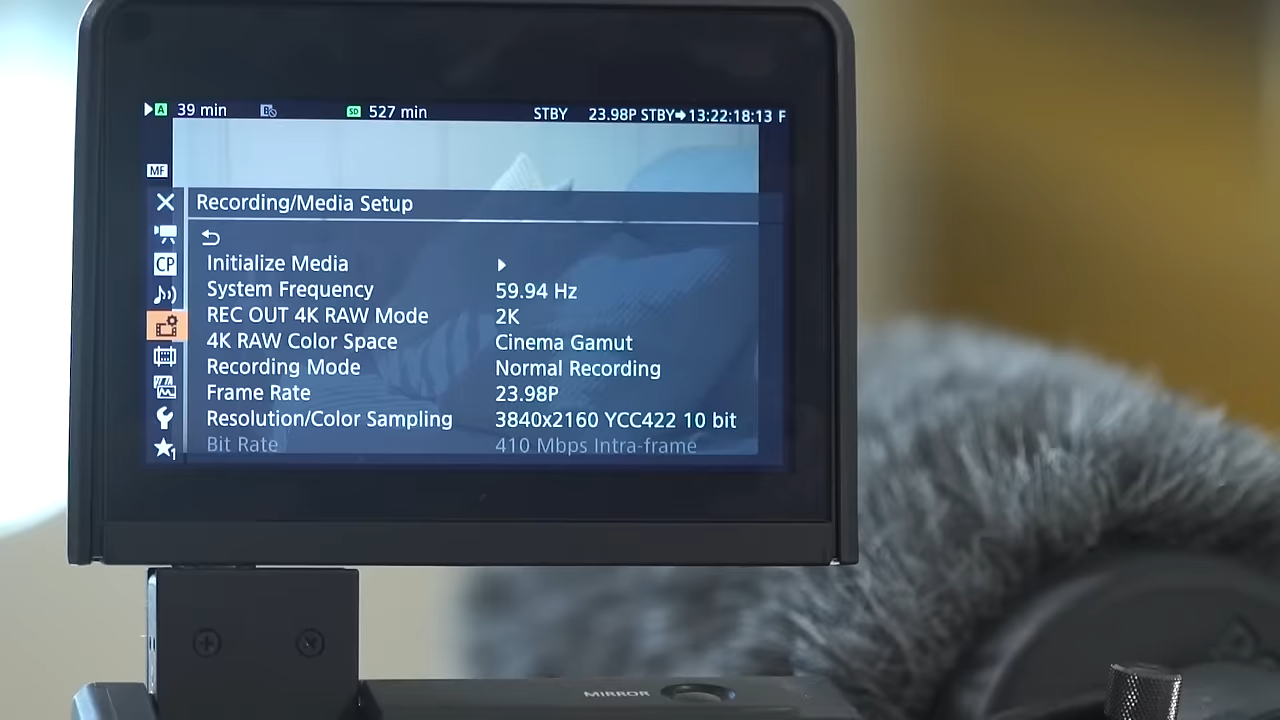 A 39 min B SD 527 min STBY 23.98P STBY➡13:22:18:13 F
MF
Recording/Media Setup
CP
Initialize Media
System Frequency 59.94 Hz
REC OUT 4K RAW Mode 2K
4K RAW Color Space Cinema Gamut
Recording Mode Normal Recording
Frame Rate 23.98P
Resolution/Color Sampling 3840x2160 YCC422 10 bit
Bit Rate 410 Mbps Intra-frame
1
MIRROR